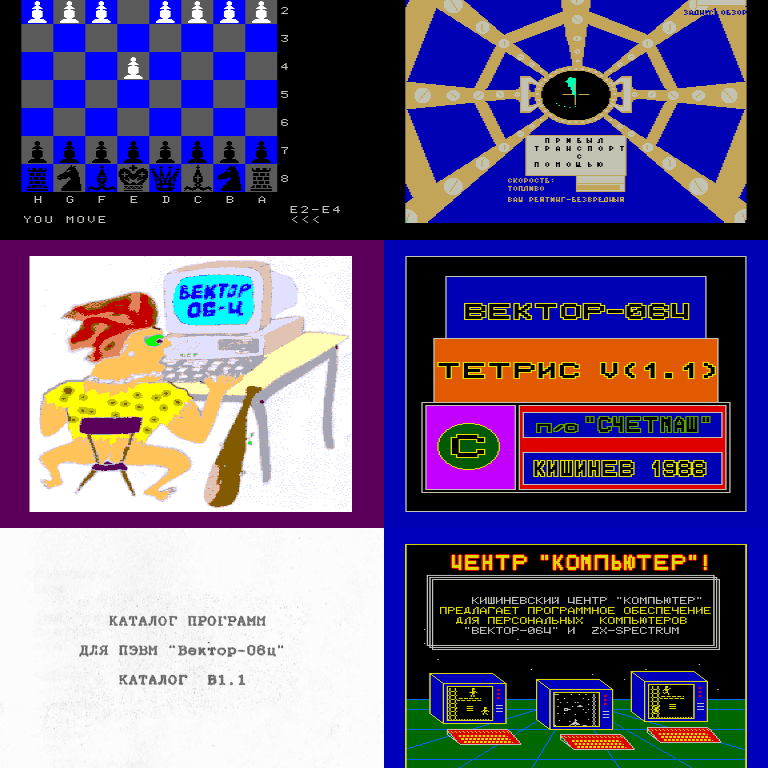 2
3
4
5
6
7
8
H G F E D C B A
E2-E4
YOU MOVE
<<<
ЗАДНИЙ ОБЗОР
ПРИБЫЛ
ТРАНСПОРТ
С
ПОМОЩЬЮ
СКОРОСТЬ:
ТОПЛИВО
ВАШ РЕЙТИНГ-БЕЗВРЕДНЫЙ
ВЕКТОР
06-Ц
ВЕКТОР-06Ц
ТЕТРИС V(1.1)
С
п/о "СЧЕТМАШ"
КИШИНЕВ 1988
КАТАЛОГ ПРОГРАММ
ДЛЯ ПЭВМ "Вектор-06ц"
КАТАЛОГ В1.1
ЦЕНТР "КОМПЬЮТЕР"!
КИШИНЕВСКИЙ ЦЕНТР "КОМПЬЮТЕР"
ПРЕДЛАГАЕТ ПРОГРАММНОЕ ОБЕСПЕЧЕНИЕ
ДЛЯ ПЕРСОНАЛЬНЫХ КОМПЬЮТЕРОВ
"ВЕКТОР-06Ц" И ZX-SPECTRUM